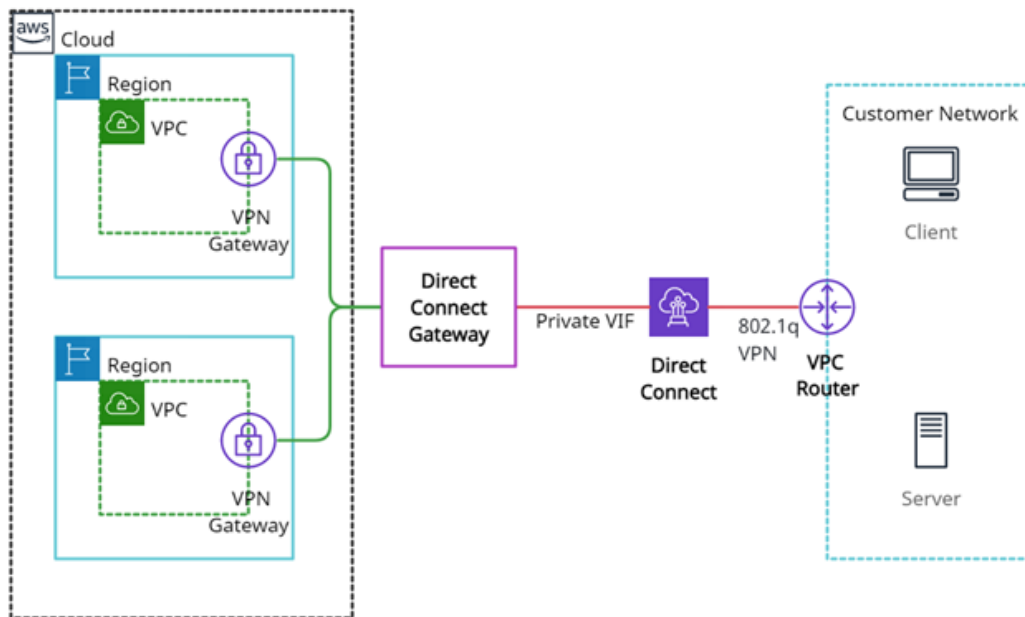 aws
Cloud
Region
VPC
VPN
Gateway
Region
VPC
VPN
Gateway
Direct
Connect
Gateway
Private VIF
Direct
Connect
802.1q
VPN
VPC
Router
Customer Network
Client
Server